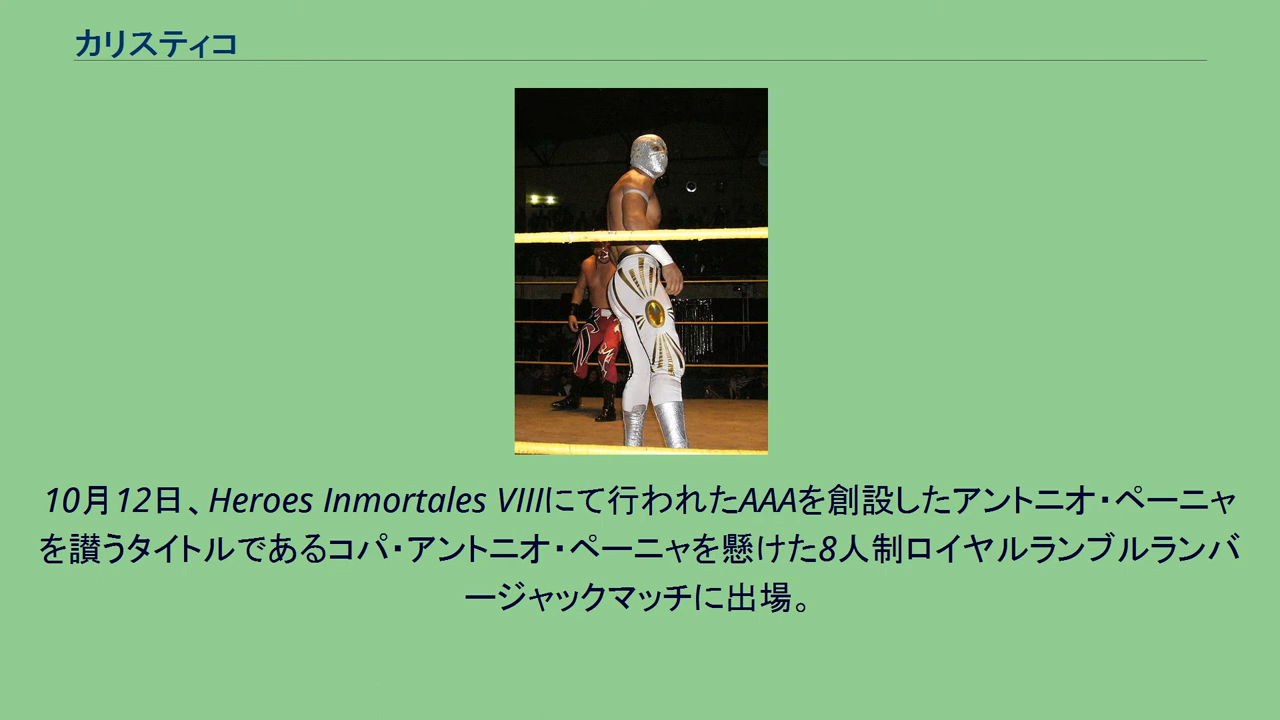 カリスティコ
10月12日、Heroes Inmortales VIIIにて行われたAAAを創設したアントニオ・ペーニャ
を讃うタイトルであるコパ・アントニオ・ペーニャを懸けた8人制ロイヤルランブルランバ
ージャックマッチに出場。